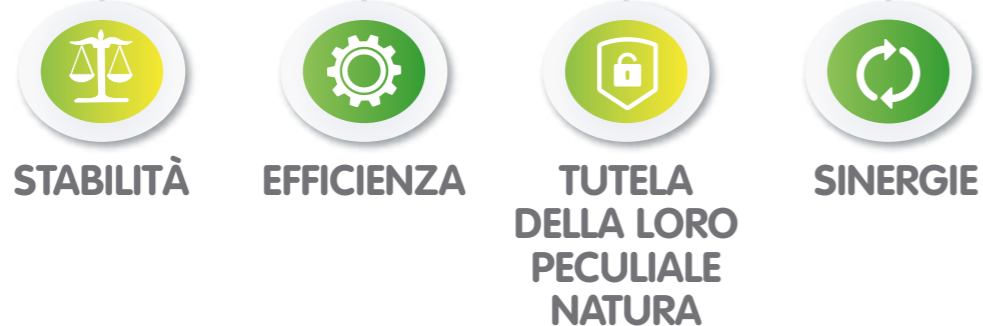 STABILITÀ
EFFICIENZA
TUTELA
DELLA LORO
PECULIALE
NATURA
SINERGIE